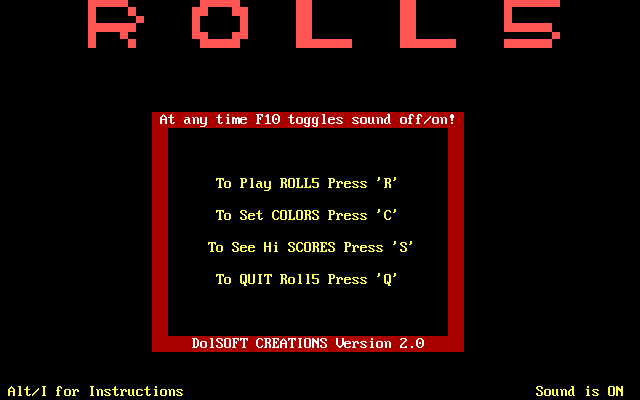 ROLL5
At any time F10 toggles sound off/on!
To Play ROLL5 Press 'R'
To Set COLORS Press 'C'
To See Hi SCORES Press 'S'
To QUIT Roll5 Press 'Q'
DolSOFT CREATIONS Version 2.0
Alt/I for Instructions
Sound is ON